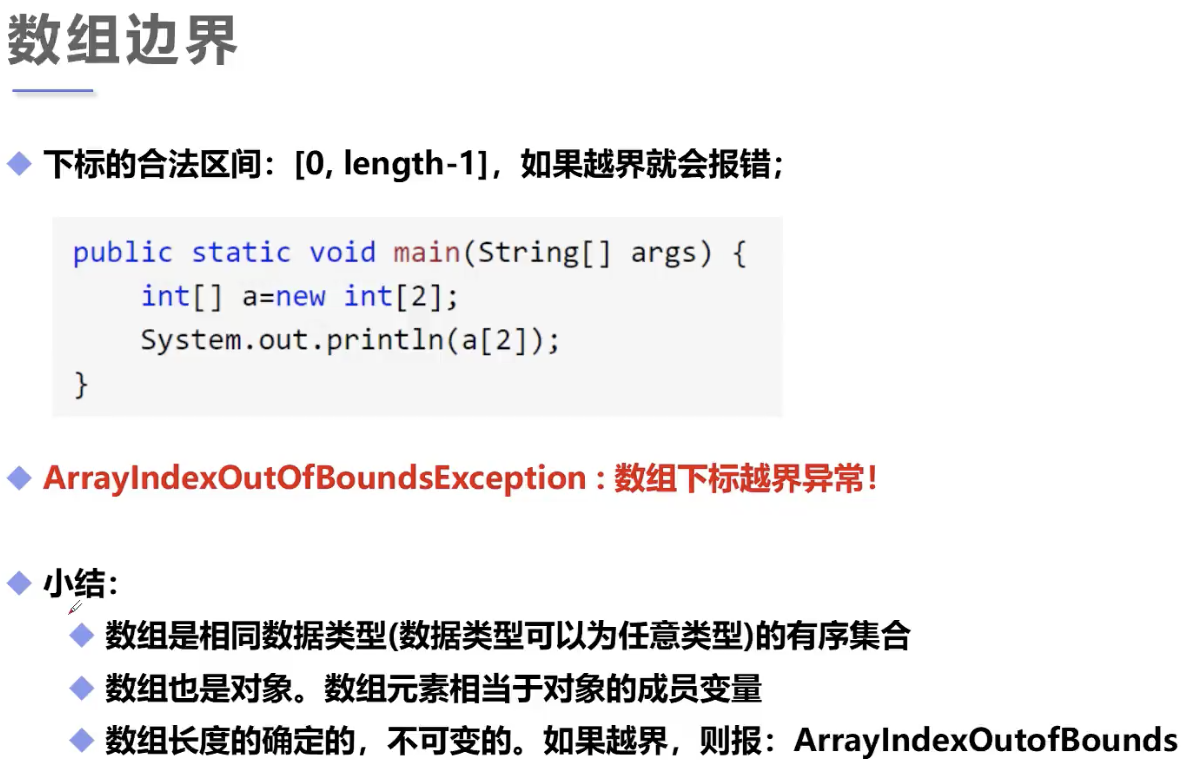 数组边界
下标的合法区间：[0, length-1]，如果越界就会报错；
public static void main(String[] args) {
    int[] a=new int[2];
    System.out.println(a[2]);
}
ArrayIndexOutOfBoundsException : 数组下标越界异常！
小结：
数组是相同数据类型(数据类型可以为任意类型)的有序集合
数组也是对象。数组元素相当于对象的成员变量
数组长度的确定的，不可变的。如果越界，则报：ArrayIndexOutofBounds